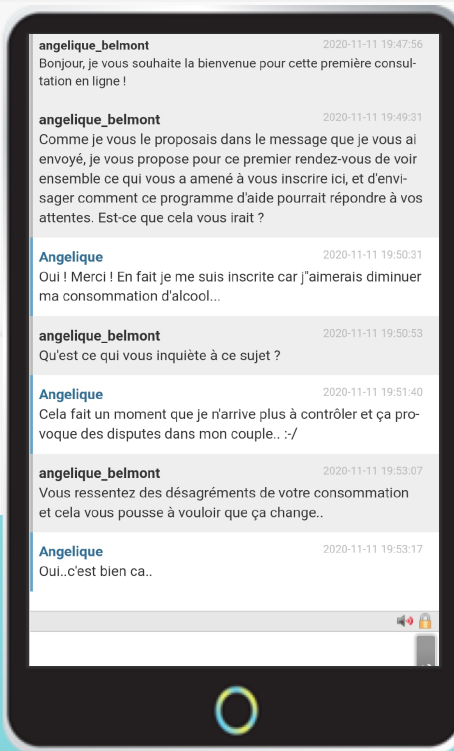 angelique_belmont 2020-11-11 19:47:56
Bonjour, je vous souhaite la bienvenue pour cette première consul-
tation en ligne !
angelique_belmont 2020-11-11 19:49:31
Comme je vous le proposais dans le message que je vous ai
envoyé, je vous propose pour ce premier rendez-vous de voir
ensemble ce qui vous a amené à vous inscrire ici, et d'envi-
sager comment ce programme d'aide pourrait répondre à vos
attentes. Est-ce que cela vous irait ?
Angelique 2020-11-11 19:50:31
Oui ! Merci ! En fait je me suis inscrite car j"aimerais diminuer
ma consommation d'alcool...
angelique_belmont 2020-11-11 19:50:53
Qu'est ce qui vous inquiète à ce sujet ?
Angelique 2020-11-11 19:51:40
Cela fait un moment que je n'arrive plus à contrôler et ça pro-
voque des disputes dans mon couple.. :-/
angelique_belmont 2020-11-11 19:53:07
Vous ressentez des désagréments de votre consommation
et cela vous pousse à vouloir que ça change..
Angelique 2020-11-11 19:53:17
Oui..c'est bien ca..